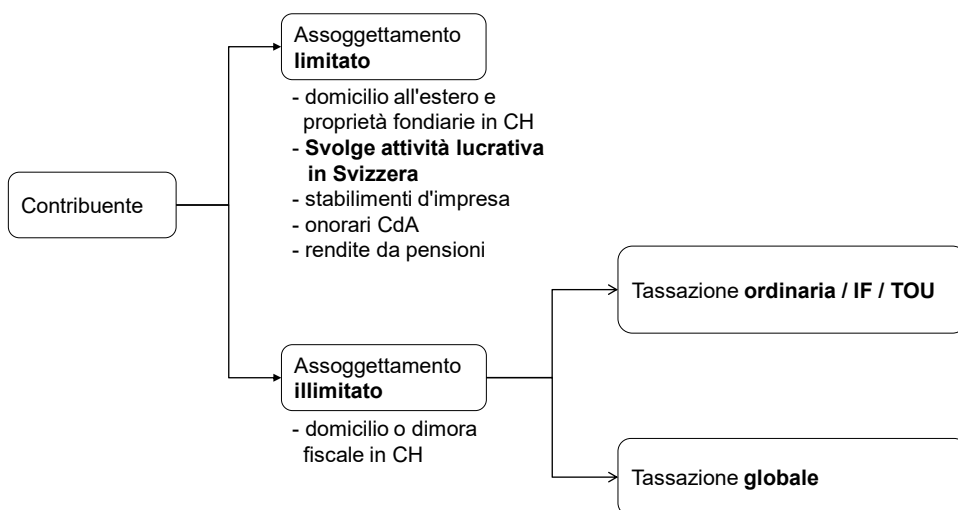 Contribuente
Assoggettamento
limitato
- domicilio all'estero e
proprietà fondiarie in CH
- Svolge attività lucrativa
in Svizzera
- stabilimenti d'impresa
- onorari CdA
- rendite da pensioni
Assoggettamento
illimitato
- domicilio o dimora
fiscale in CH
Tassazione ordinaria / IF / TOU
Tassazione globale